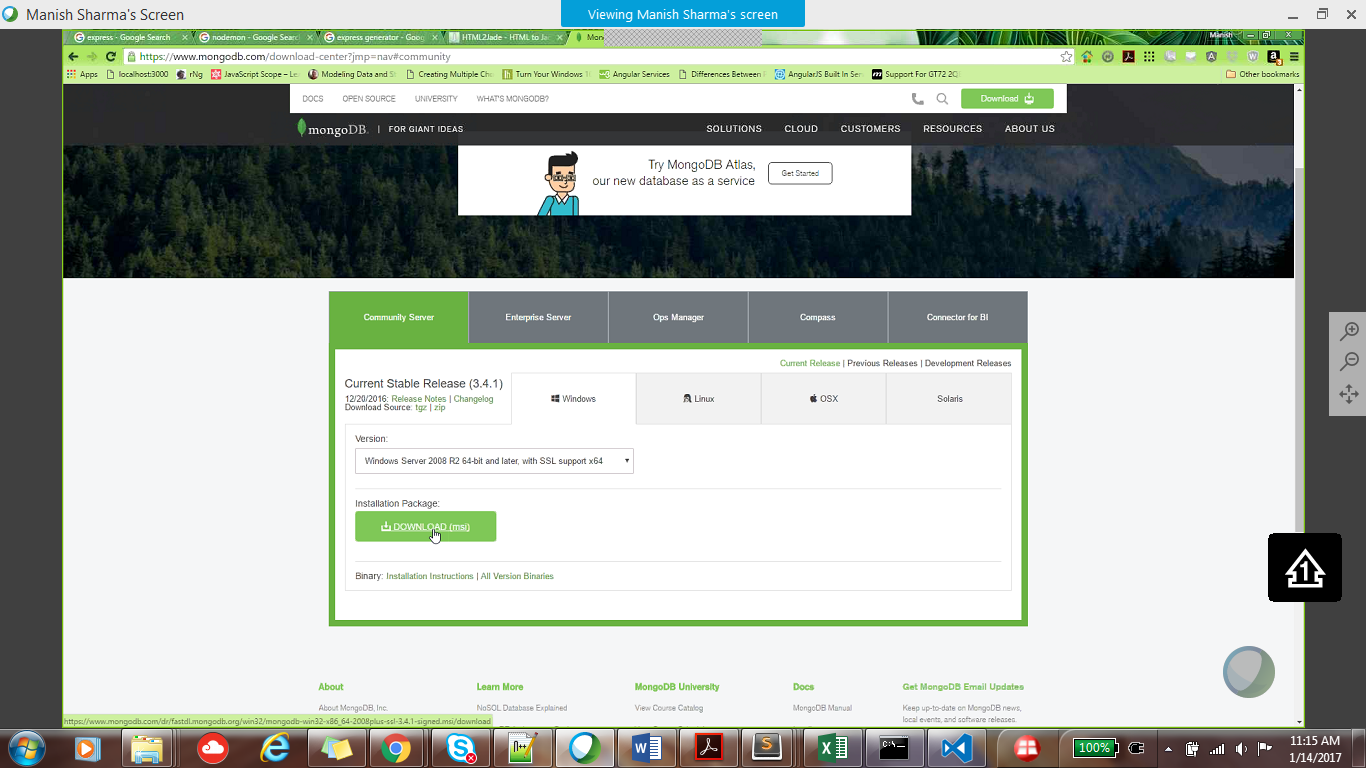 Manish Sharma's Screen
Viewing Manish Sharma's screen
express - Google Search
nodemon - Google Search
express generator - Goog
HTML2Jade - HTML to Ja
Mon
Manish
https://www.mongodb.com/download-center?jmp=nav#community
Apps
localhost:3000
rNg
JavaScript Scope – Le
Modeling Data and St
Creating Multiple Ch
Turn Your Windows
Angular Services
Differences Between
AngularJS Built In Ser
Support For GT72 2Q
Other bookmarks
DOCS OPEN SOURCE UNIVERSITY WHAT'S MONGODB?
Download
mongoDB. | FOR GIANT IDEAS
SOLUTIONS CLOUD CUSTOMERS RESOURCES ABOUT US
Try MongoDB Atlas,
our new database as a service
Get Started
Community Server
Enterprise Server
Ops Manager
Compass
Connector for BI
Current Release | Previous Releases | Development Releases
Current Stable Release (3.4.1)
12/20/2016: Release Notes | Changelog
Download Source: tgz | zip
Windows
Linux
OSX
Solaris
Version:
Windows Server 2008 R2 64-bit and later, with SSL support x64
Installation Package:
DOWNLOAD (msi)
Binary: Installation Instructions | All Version Binaries
1
About
Learn More
MongoDB University
Docs
Get MongoDB Email Updates
About MongoDB, Inc.
NoSQL Database Explained
View Course Catalog
MongoDB Manual
Keep up-to-date on MongoDB news,
local events, and software releases.
https://www.mongodb.com/dr/fastdl.mongodb.org/win32/mongodb-win32-x86_64-2008plus-ssl-3.4.1-signed.msi/download
100%
11:15 AM
1/14/2017